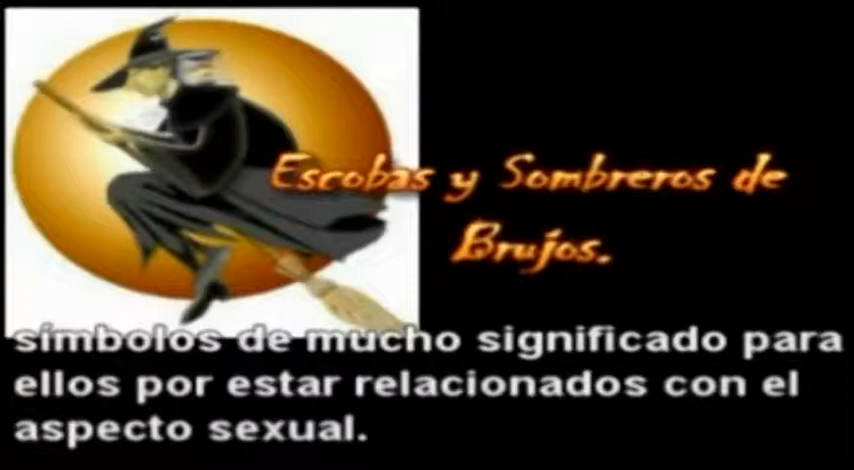 Escobas y Sombreros de
Brujos.
símbolos de mucho significado para
ellos por estar relacionados con el
aspecto sexual.